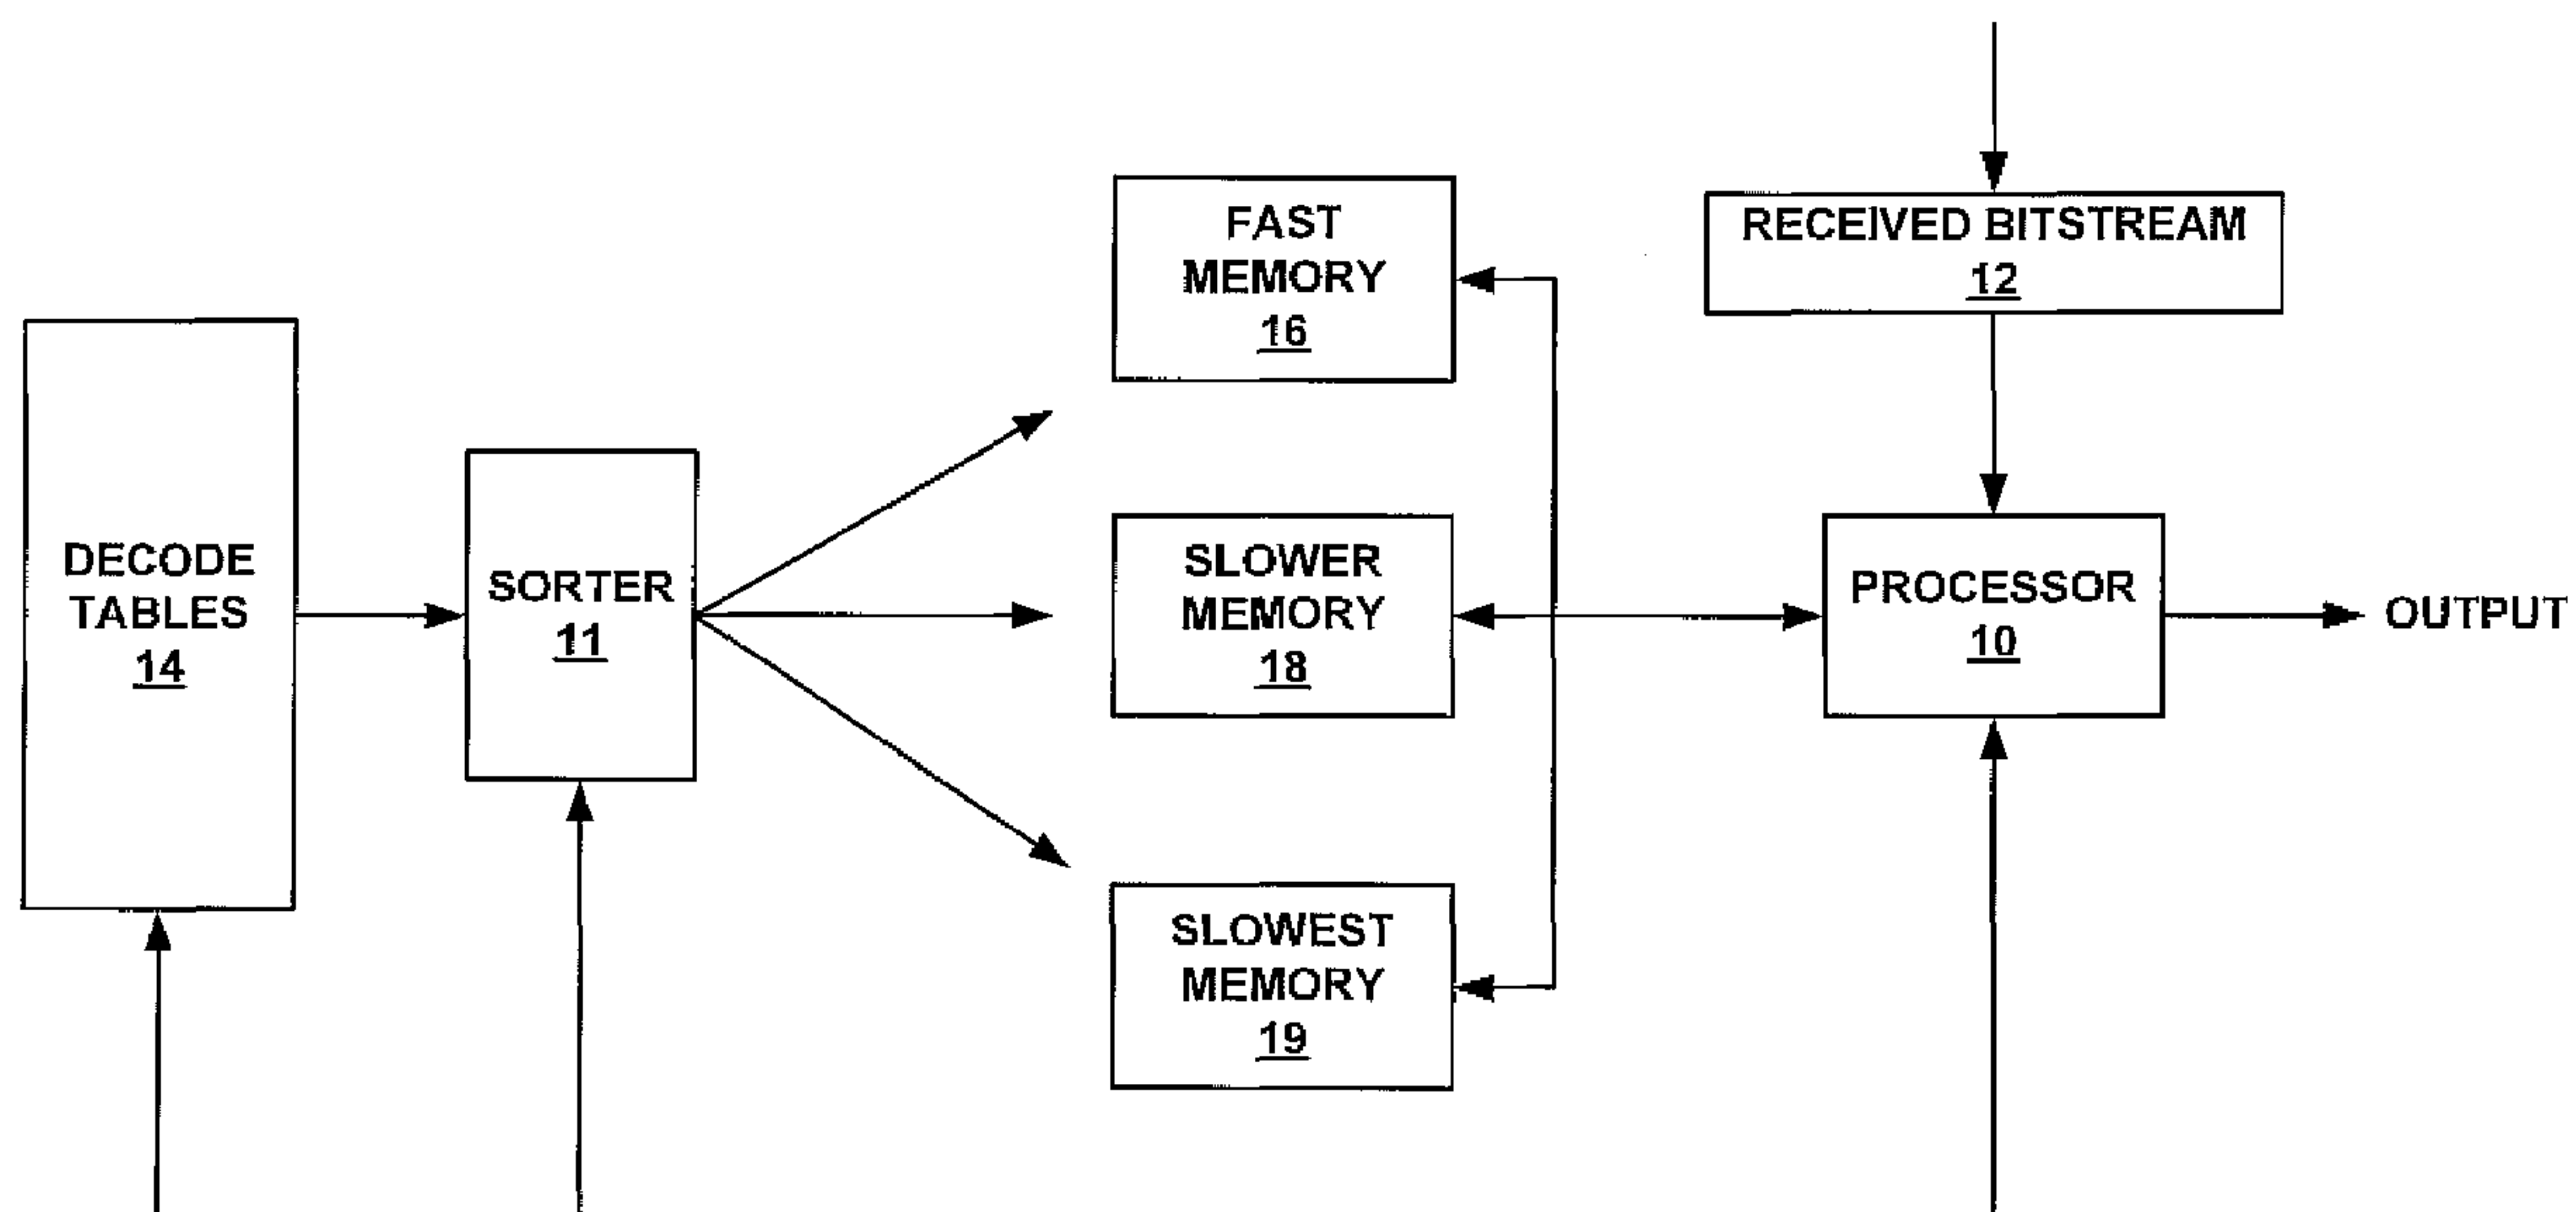 DECODE
TABLES
14
SORTER
11
FAST
MEMORY
16
SLOWER
MEMORY
18
SLOWEST
MEMORY
19
RECEIVED BITSTREAM
12
PROCESSOR
10
OUTPUT